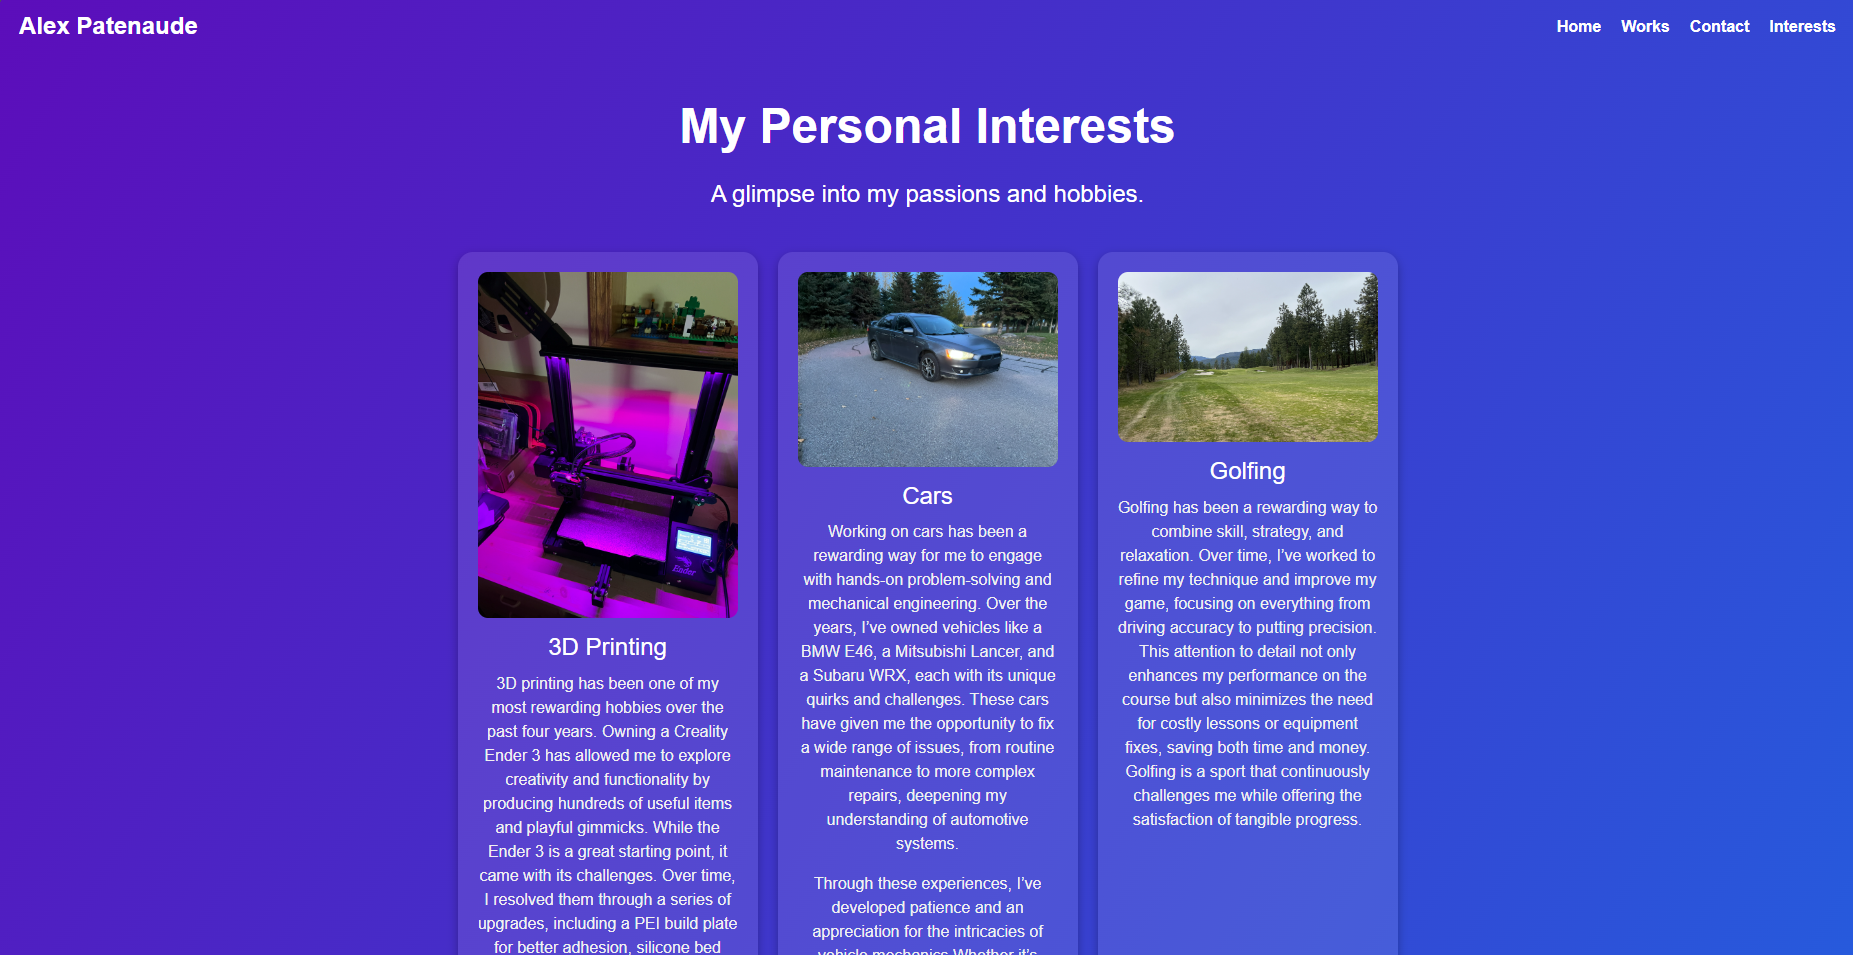 Alex Patenaude
Home Works Contact Interests
My Personal Interests
A glimpse into my passions and hobbies.
Ender
3D Printing
3D printing has been one of my
most rewarding hobbies over the
past four years. Owning a Creality
Ender 3 has allowed me to explore
creativity and functionality by
producing hundreds of useful items
and playful gimmicks. While the
Ender 3 is a great starting point, it
came with its challenges. Over time,
I resolved them through a series of
upgrades, including a PEI build plate
for better adhesion, silicone bed
Cars
Working on cars has been a
rewarding way for me to engage
with hands-on problem-solving and
mechanical engineering. Over the
years, I’ve owned vehicles like a
BMW E46, a Mitsubishi Lancer, and
a Subaru WRX, each with its unique
quirks and challenges. These cars
have given me the opportunity to fix
a wide range of issues, from routine
maintenance to more complex
repairs, deepening my
understanding of automotive
systems.
Through these experiences, I’ve
developed patience and an
appreciation for the intricacies of
vehicle mechanics Whether it’s
Golfing
Golfing has been a rewarding way to
combine skill, strategy, and
relaxation. Over time, I’ve worked to
refine my technique and improve my
game, focusing on everything from
driving accuracy to putting precision.
This attention to detail not only
enhances my performance on the
course but also minimizes the need
for costly lessons or equipment
fixes, saving both time and money.
Golfing is a sport that continuously
challenges me while offering the
satisfaction of tangible progress.